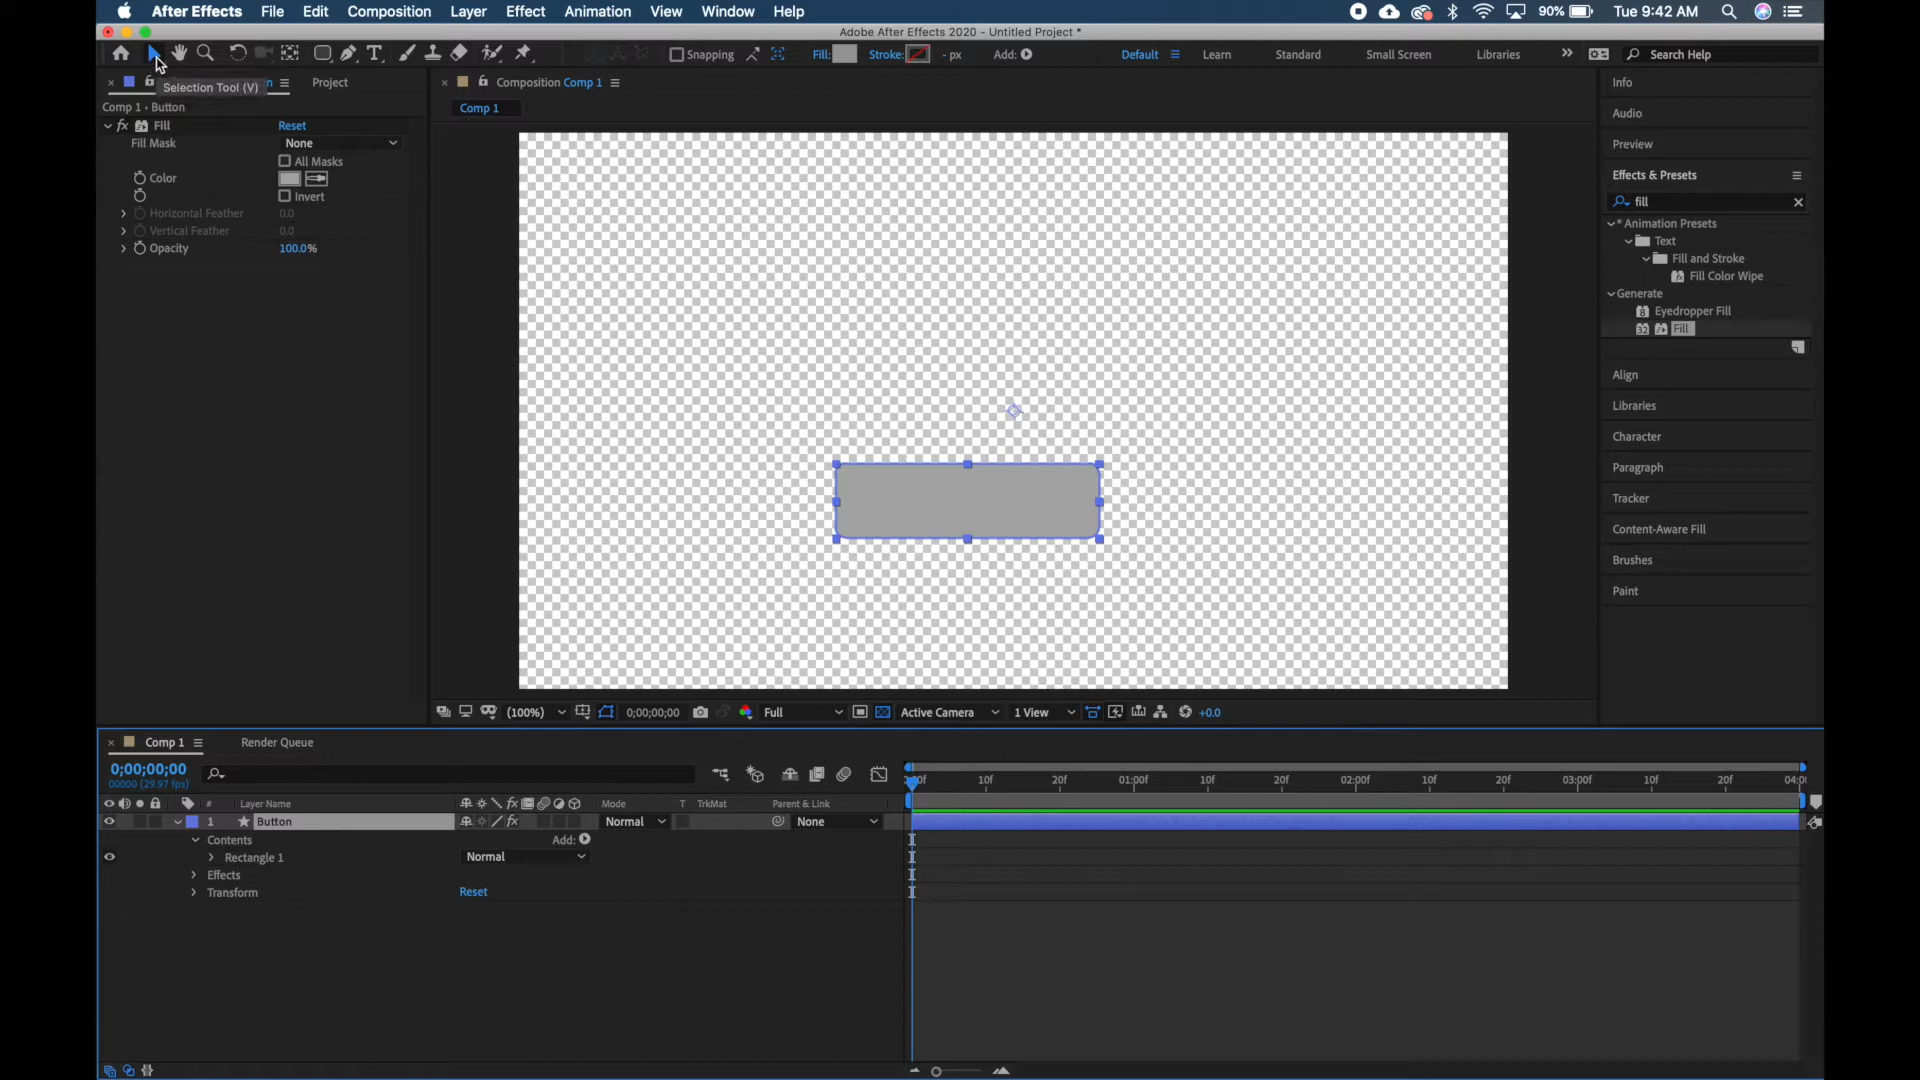 After Effects File Edit Composition Layer Effect Animation View Window Help 90% Tue 9:42 AM
Adobe After Effects 2020 - Untitled Project *
Snapping Fill: Stroke: - px Add: Default Learn Standard Small Screen Libraries Search Help
Selection Tool (V)
Project
Composition Comp 1
Comp 1 • Button
Comp 1
fx Fill Reset
Fill Mask None
All Masks
Color
Invert
Horizontal Feather 0.0
Vertical Feather 0.0
Opacity 100.0%
Info
Audio
Preview
Effects & Presets
fill
* Animation Presets
Text
Fill and Stroke
Fill Color Wipe
Generate
Eyedropper Fill
32 Fill
Align
Libraries
Character
Paragraph
Tracker
Content-Aware Fill
Brushes
Paint
(100%) 0;00;00;00 Full Active Camera 1 View +0.0
Comp 1 Render Queue
0;00;00;00
00000 (29.97 fps)
:00f 10f 20f 01:00f 10f 20f 02:00f 10f 20f 03:00f 10f 20f 04:0
# Layer Name fx Mode T TrkMat Parent & Link
1 Button fx Normal None
Contents Add:
Rectangle 1 Normal
Effects
Transform Reset